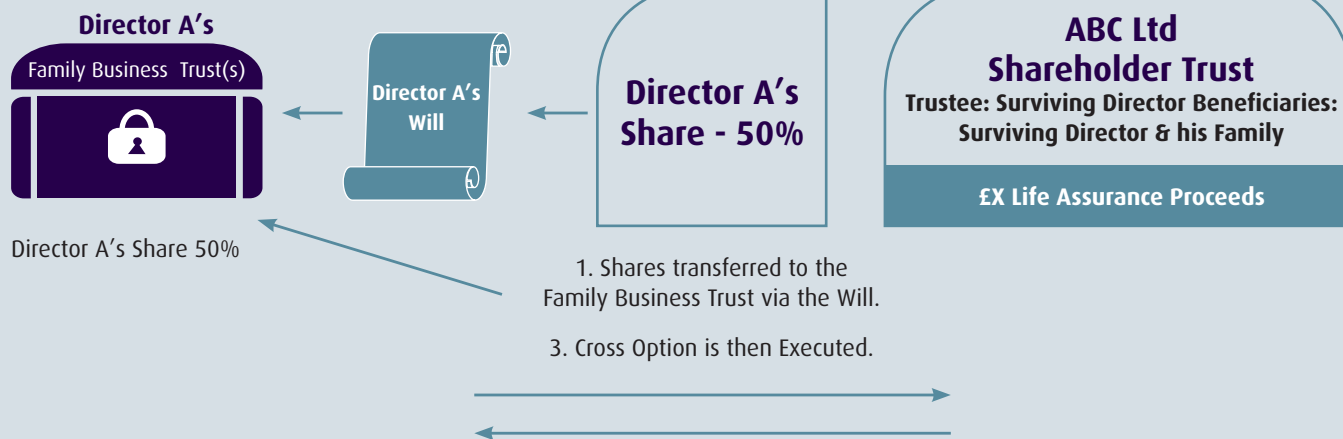 Director A's
Family Business Trust(s)
Director A's
Will
Director A's
Share - 50%
ABC Ltd
Shareholder Trust
Trustee: Surviving Director Beneficiaries:
Surviving Director & his Family
£X Life Assurance Proceeds
Director A's Share 50%
1. Shares transferred to the
Family Business Trust via the Will.
3. Cross Option is then Executed.